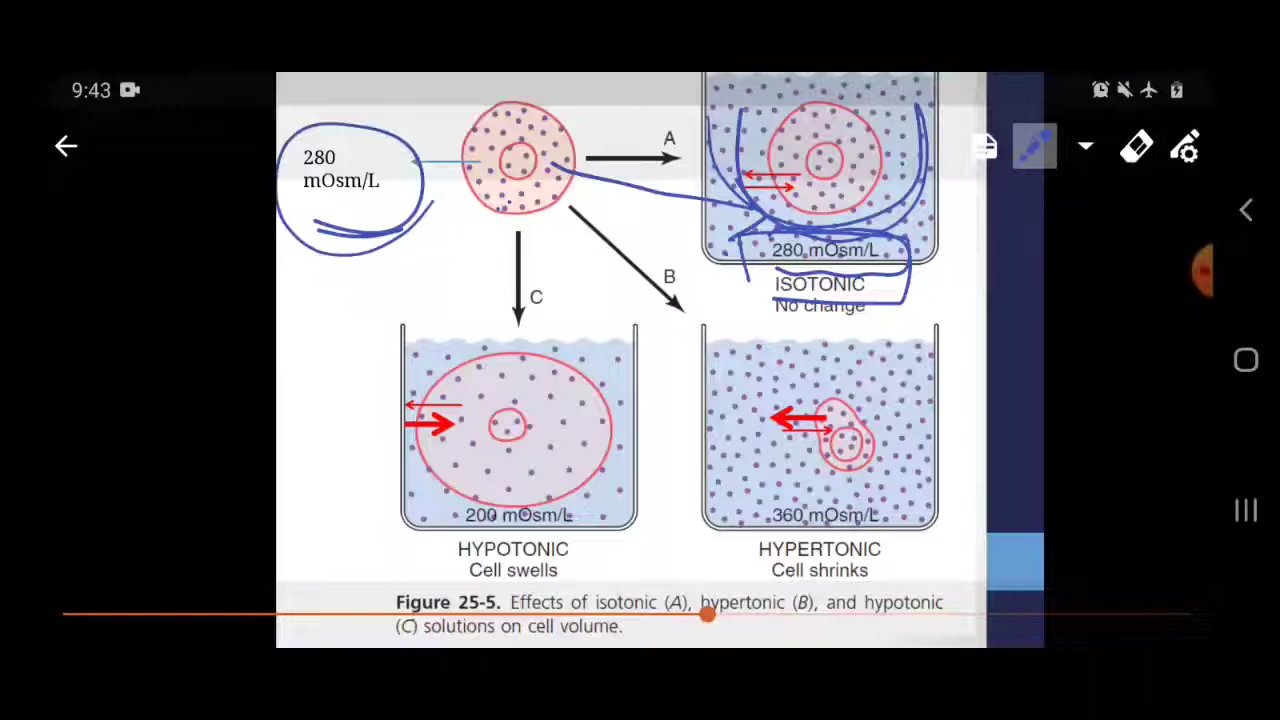 9:43
280
mOsm/L
A
280 mOsm/L
ISOTONIC
No change
B
C
200 mOsm/L
360 mOsm/L
HYPOTONIC
Cell swells
HYPERTONIC
Cell shrinks
Figure 25-5. Effects of isotonic (A), hypertonic (B), and hypotonic
(C) solutions on cell volume.